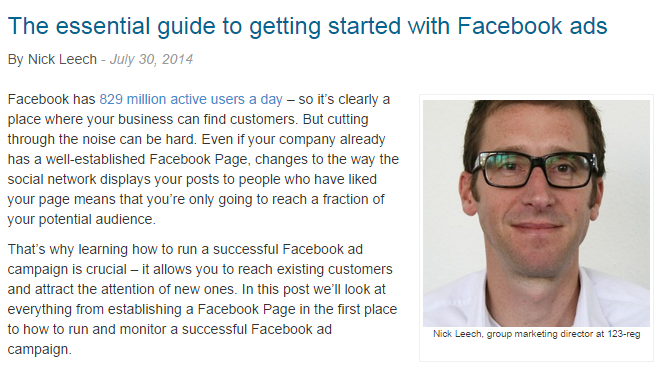 The essential guide to getting started with Facebook ads
By Nick Leech - July 30, 2014
Facebook has 829 million active users a day – so it's clearly a
place where your business can find customers. But cutting
through the noise can be hard. Even if your company already
has a well-established Facebook Page, changes to the way the
social network displays your posts to people who have liked
your page means that you're only going to reach a fraction of
your potential audience.
That's why learning how to run a successful Facebook ad
campaign is crucial – it allows you to reach existing customers
and attract the attention of new ones. In this post we'll look at
everything from establishing a Facebook Page in the first place
to how to run and monitor a successful Facebook ad
campaign.
Nick Leech, group marketing director at 123-reg